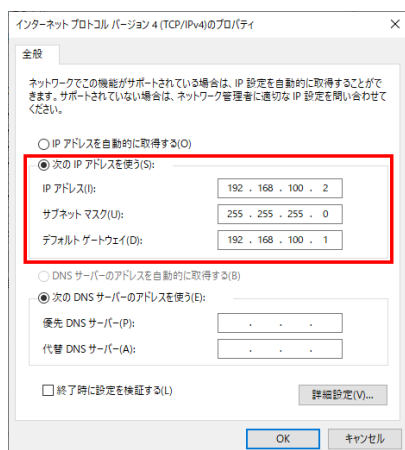 インターネット プロトコル バージョン 4 (TCP/IPv4)のプロパティ
全般
ネットワークでこの機能がサポートされている場合は、IP 設定を自動的に取得することがで
きます。サポートされていない場合は、ネットワーク管理者に適切な IP 設定を問い合わせて
ください。
IP アドレスを自動的に取得する(O)
次の IP アドレスを使う(S):
IP アドレス(I): 192 . 168 . 100 . 2
サブネット マスク(U): 255 . 255 . 255 . 0
デフォルト ゲートウェイ(D): 192 . 168 . 100 . 1
DNS サーバーのアドレスを自動的に取得する(B)
次の DNS サーバーのアドレスを使う(E):
優先 DNS サーバー(P): . . .
代替 DNS サーバー(A): . . .
終了時に設定を検証する(L)
詳細設定(V)...
OK キャンセル